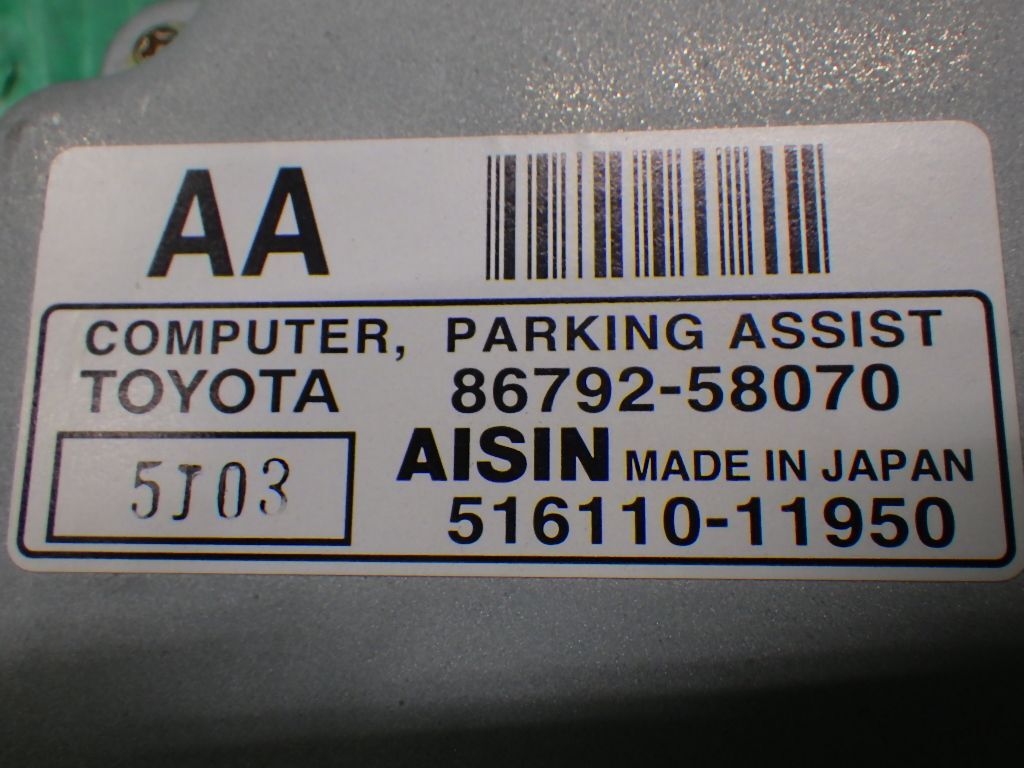 AA
COMPUTER, PARKING ASSIST
TOYOTA 86792-58070
AISIN MADE IN JAPAN
5J03
516110-11950